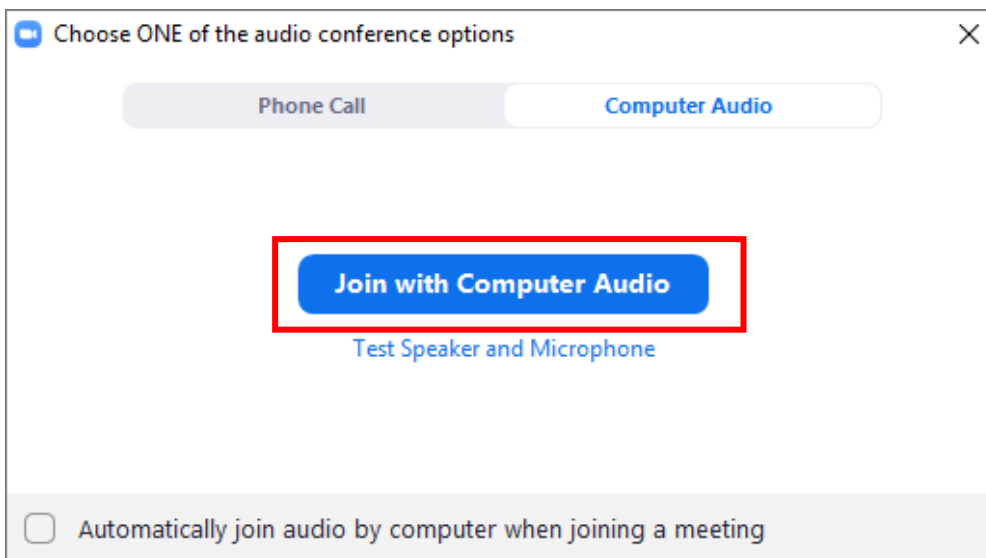 Choose ONE of the audio conference options
Phone Call
Computer Audio
Join with Computer Audio
Test Speaker and Microphone
Automatically join audio by computer when joining a meeting